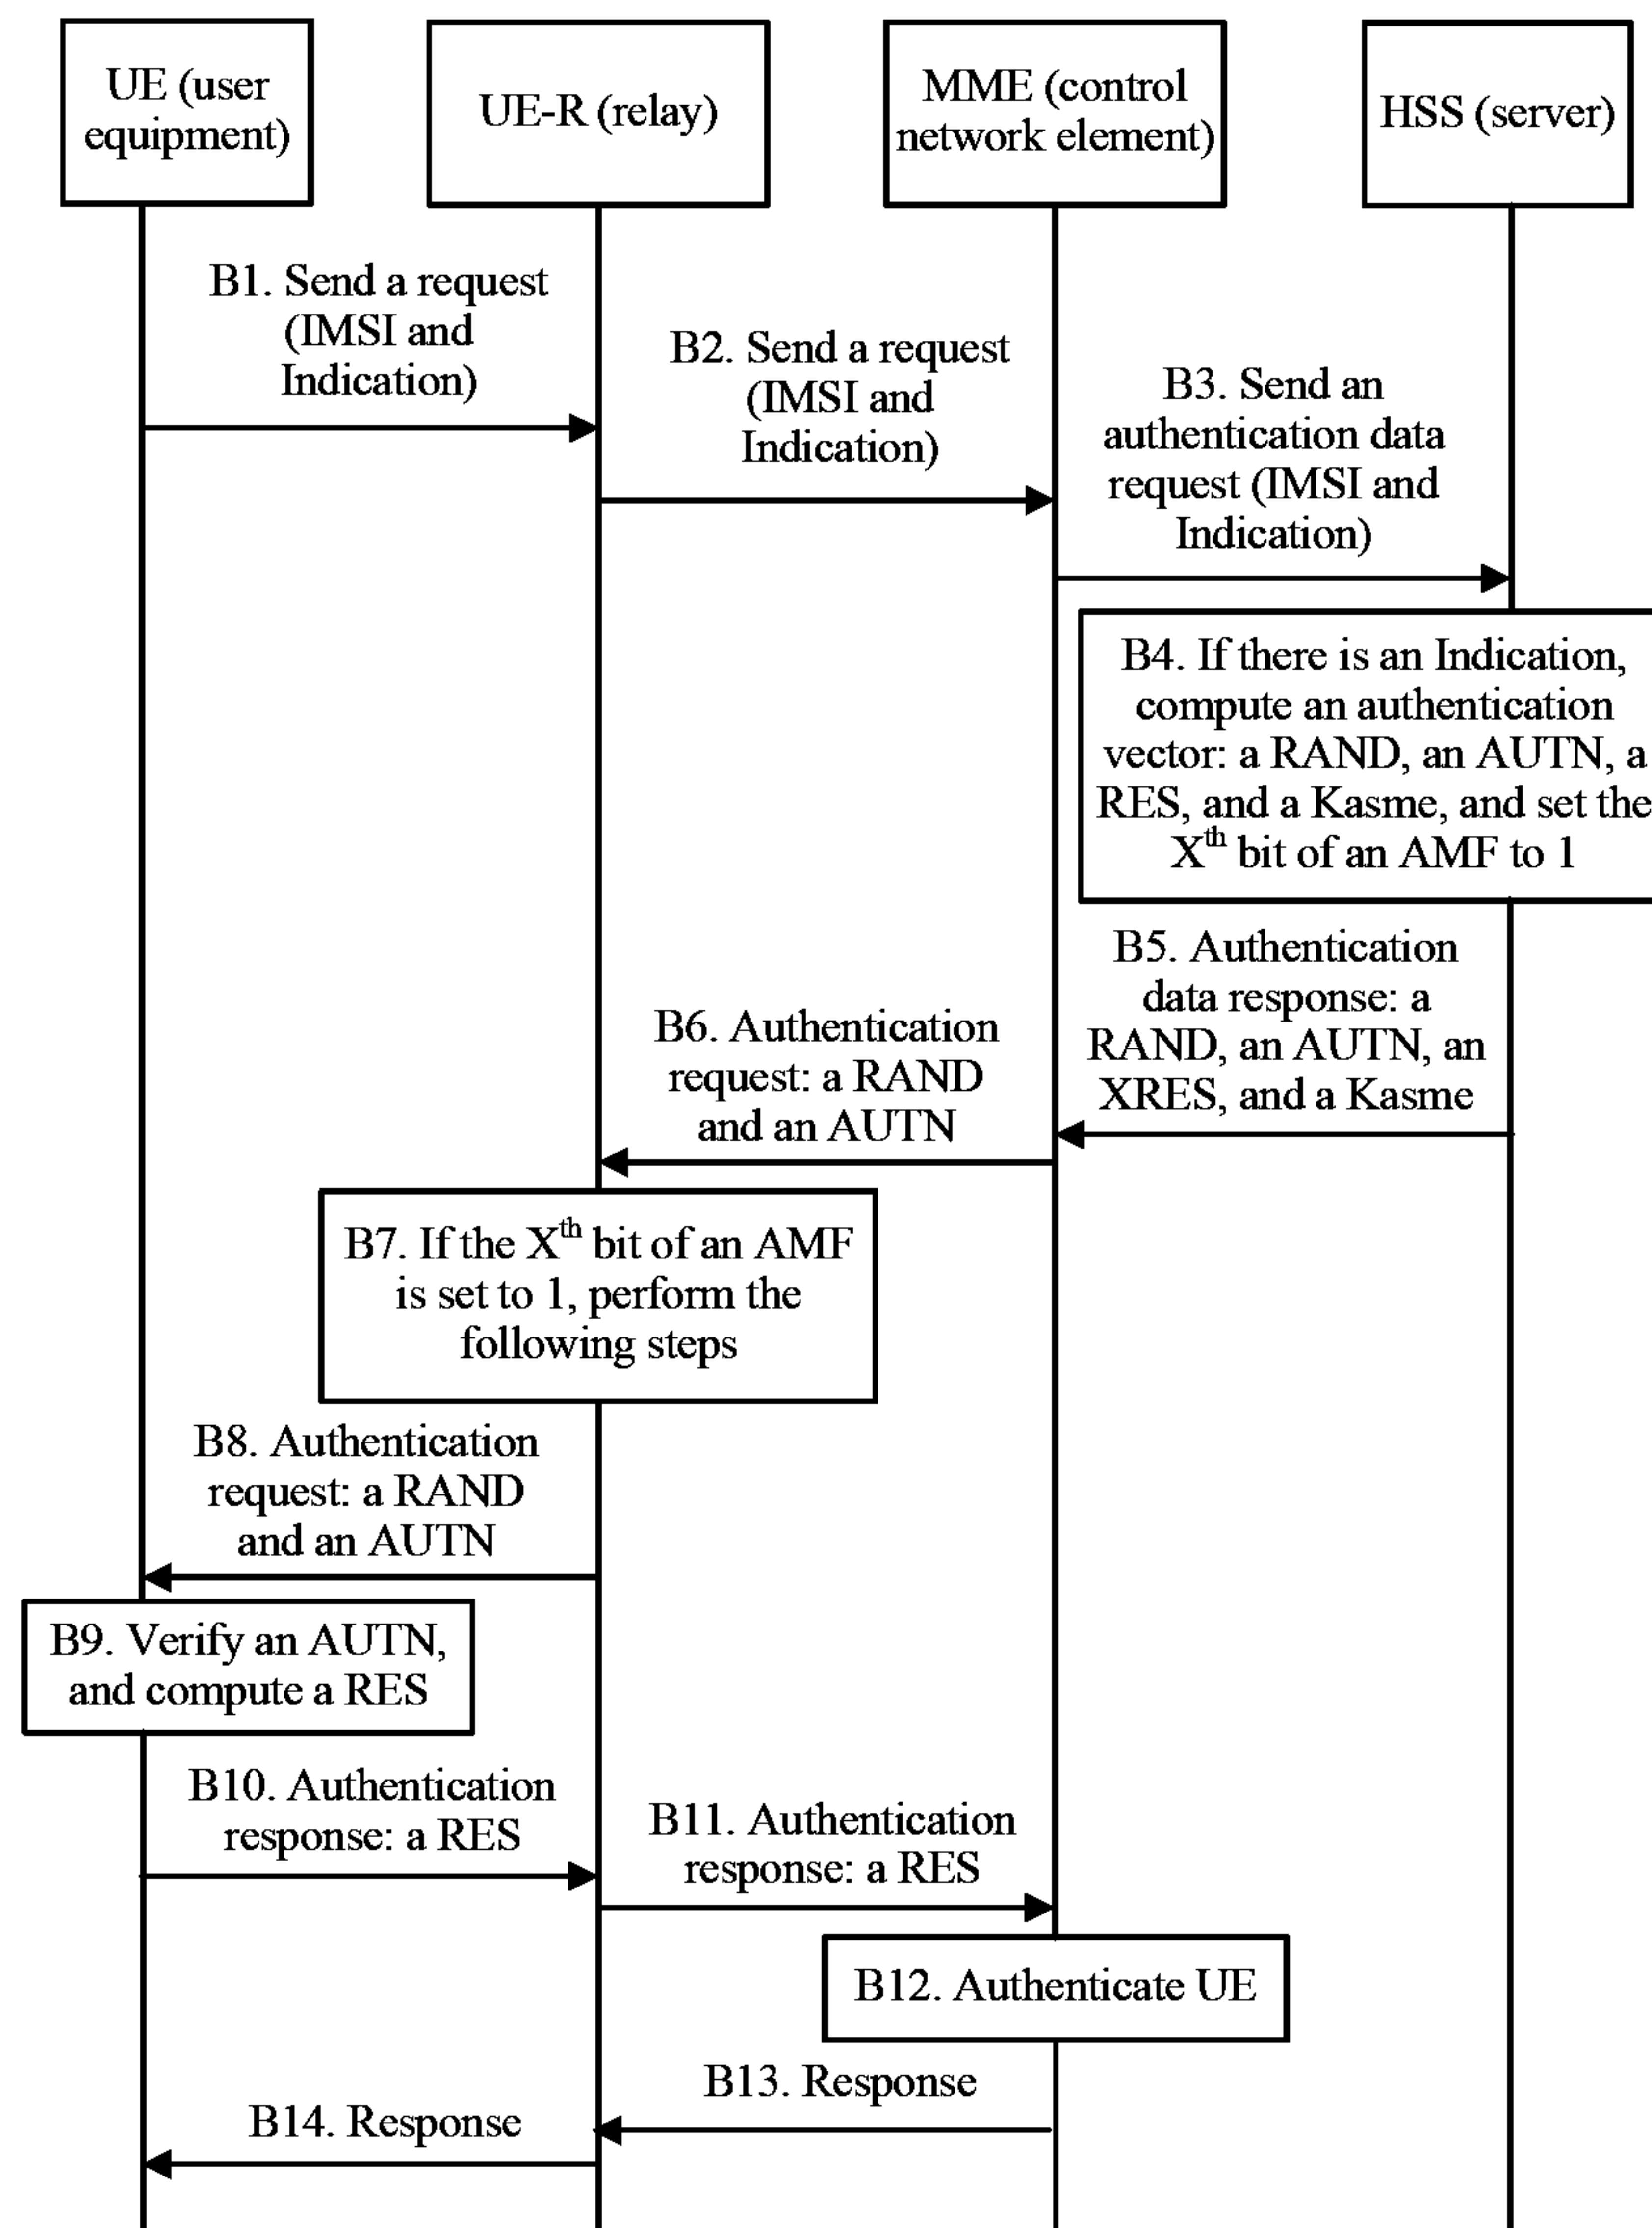 UE (user
equipment)
UE-R (relay)
MME (control
network element)
HSS (server)
B1. Send a request
(IMSI and
Indication)
B2. Send a request
(IMSI and
Indication)
B3. Send an
authentication data
request (IMSI and
Indication)
B4. If there is an Indication,
compute an authentication
vector: a RAND, an AUTN, a
RES, and a Kasme, and set the
Xth bit of an AMF to 1
B5. Authentication
data response: a
RAND, an AUTN, an
XRES, and a Kasme
B6. Authentication
request: a RAND
and an AUTN
B7. If the Xth bit of an AMF
is set to 1, perform the
following steps
B8. Authentication
request: a RAND
and an AUTN
B9. Verify an AUTN,
and compute a RES
B10. Authentication
response: a RES
B11. Authentication
response: a RES
B12. Authenticate UE
B13. Response
B14. Response